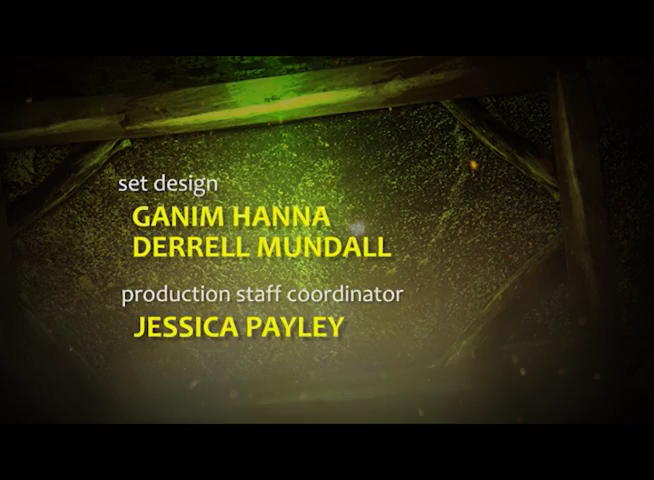 set design
GANIM HANNA
DERRELL MUNDALL
production staff coordinator
JESSICA PAYLEY